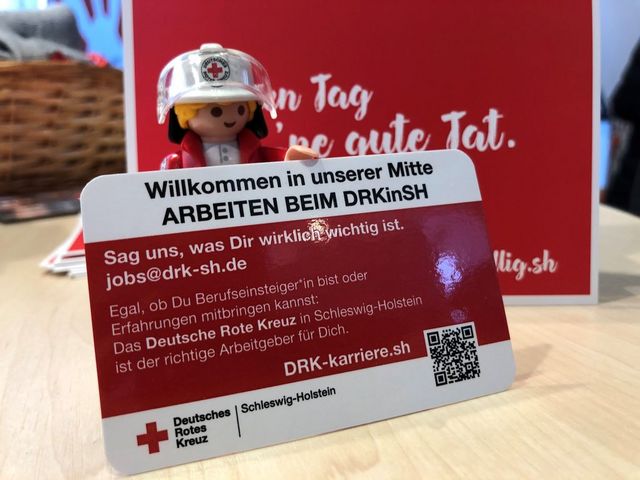 en Tag
'ne gute Tat.
llig.sh
Willkommen in unserer Mitte
ARBEITEN BEIM DRKinSH
Sag uns, was Dir wirklich wichtig ist.
jobs@drk-sh.de
Egal, ob Du Berufseinsteiger*in bist oder
Erfahrungen mitbringen kannst:
Das Deutsche Rote Kreuz in Schleswig-Holstein
ist der richtige Arbeitgeber für Dich.
DRK-karriere.sh
Deutsches
Rotes
Kreuz
Schleswig-Holstein